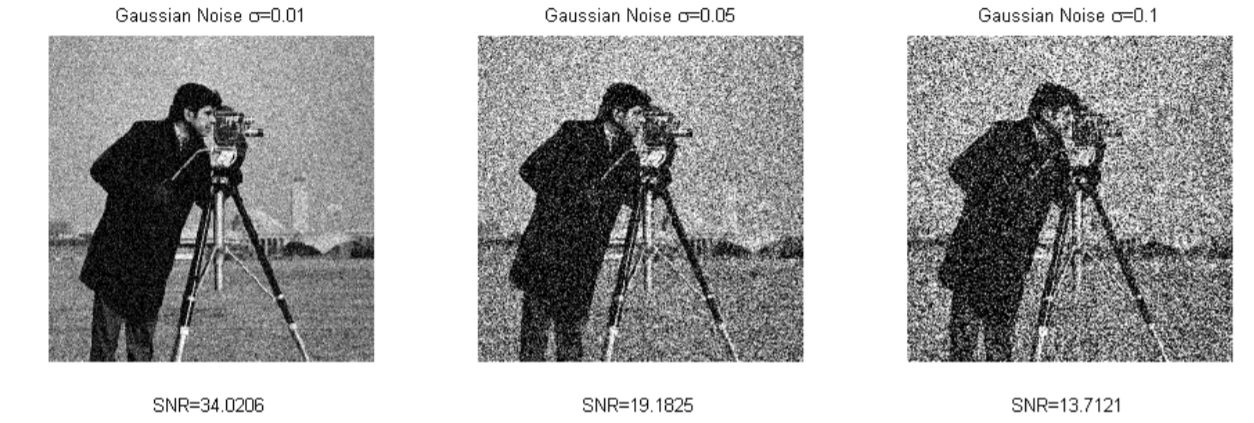 Gaussian Noise σ=0.01
Gaussian Noise σ=0.05
Gaussian Noise σ=0.1
SNR=34.0206
SNR=19.1825
SNR=13.7121